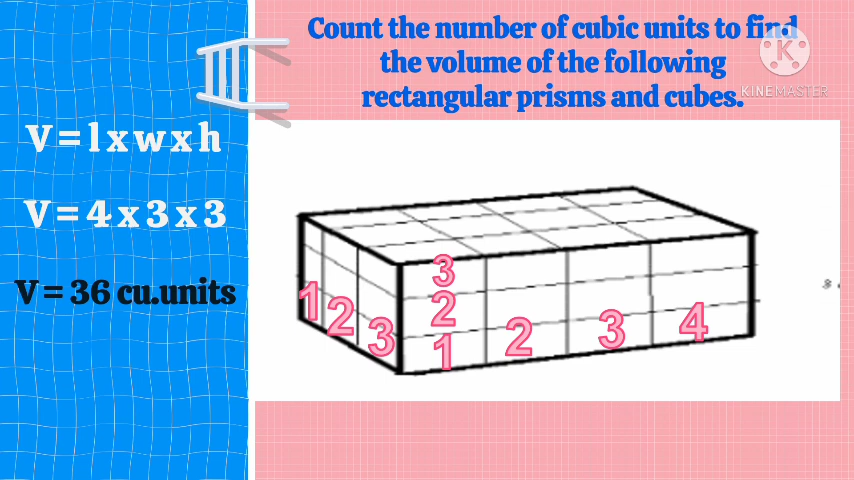 Count the number of cubic units to find
the volume of the following
rectangular prisms and cubes.
K
KINEMASTER
V = l x w x h
V = 4 x 3 x 3
V = 36 cu.units
3
2
1 2 3 1 2 3 4